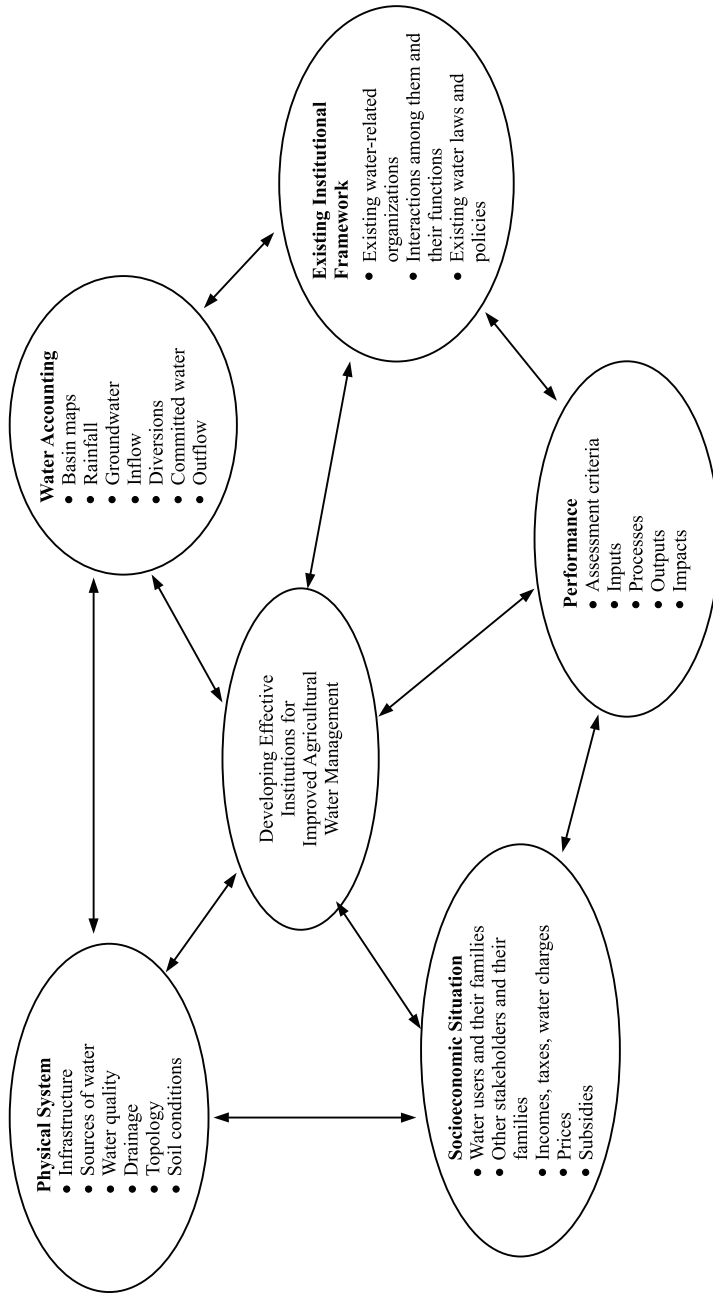 Physical System
• Infrastructure
• Sources of water
• Water quality
• Drainage
• Topology
• Soil conditions
Water Accounting
• Basin maps
• Rainfall
• Groundwater
• Inflow
• Diversions
• Committed water
• Outflow
Developing Effective
Institutions for
Improved Agricultural
Water Management
Existing Institutional
Framework
• Existing water-related
organizations
• Interactions among them and
their functions
• Existing water laws and
policies
Socioeconomic Situation
• Water users and their families
• Other stakeholders and their
families
• Incomes, taxes, water charges
• Prices
• Subsidies
Performance
• Assessment criteria
• Inputs
• Processes
• Outputs
• Impacts